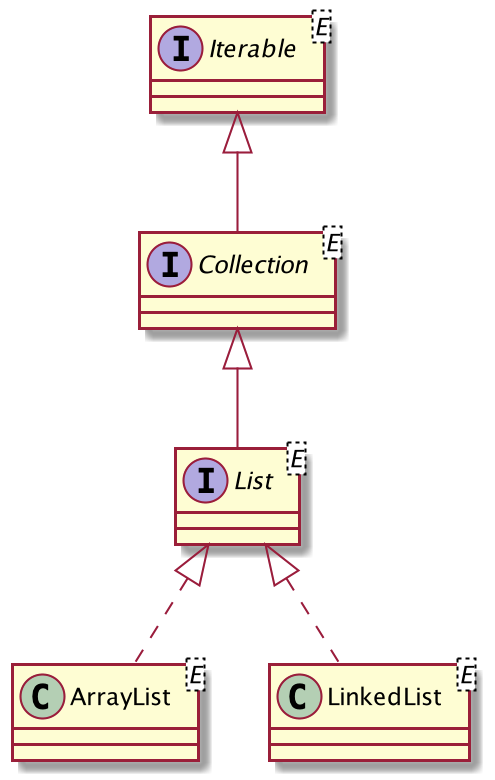 E
I Iterable
E
I Collection
E
I List
E
C ArrayList
E
C LinkedList